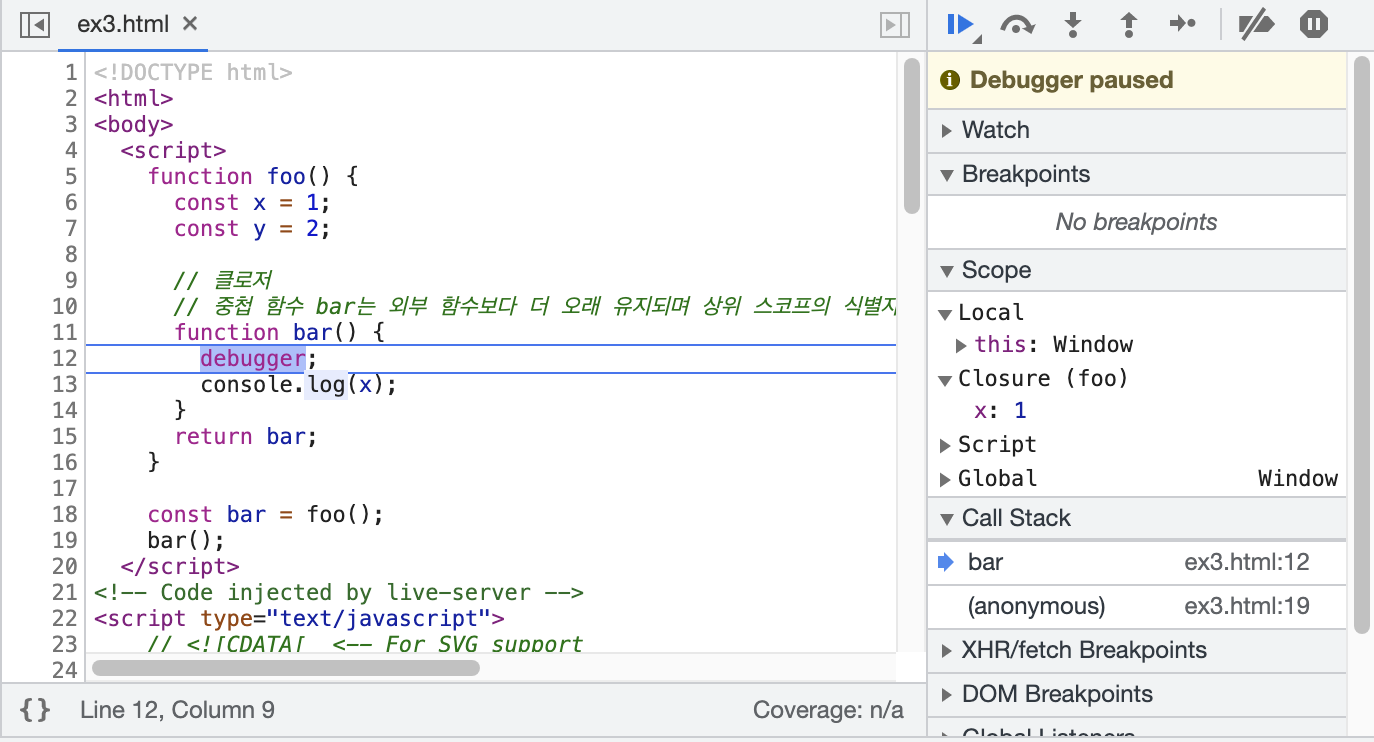 ex3.html ×
1 <!DOCTYPE html>
2 <html>
3 <body>
4 <script>
5 function foo() {
6 const x = 1;
7 const y = 2;
8
9 // 클로저
10 // 중첩 함수 bar는 외부 함수보다 더 오래 유지되며 상위 스코프의 식별자
11 function bar() {
12 debugger;
13 console.log(x);
14 }
15 return bar;
16 }
17
18 const bar = foo();
19 bar();
20 </script>
21 <!-- Code injected by live-server -->
22 <script type="text/javascript">
23 // <![CDATA[ <-- For SVG support
24
{} Line 12, Column 9 Coverage: n/a
Debugger paused
Watch
Breakpoints
No breakpoints
Scope
Local
this: Window
Closure (foo)
x: 1
Script
Global Window
Call Stack
bar ex3.html:12
(anonymous) ex3.html:19
XHR/fetch Breakpoints
DOM Breakpoints
Global Listeners